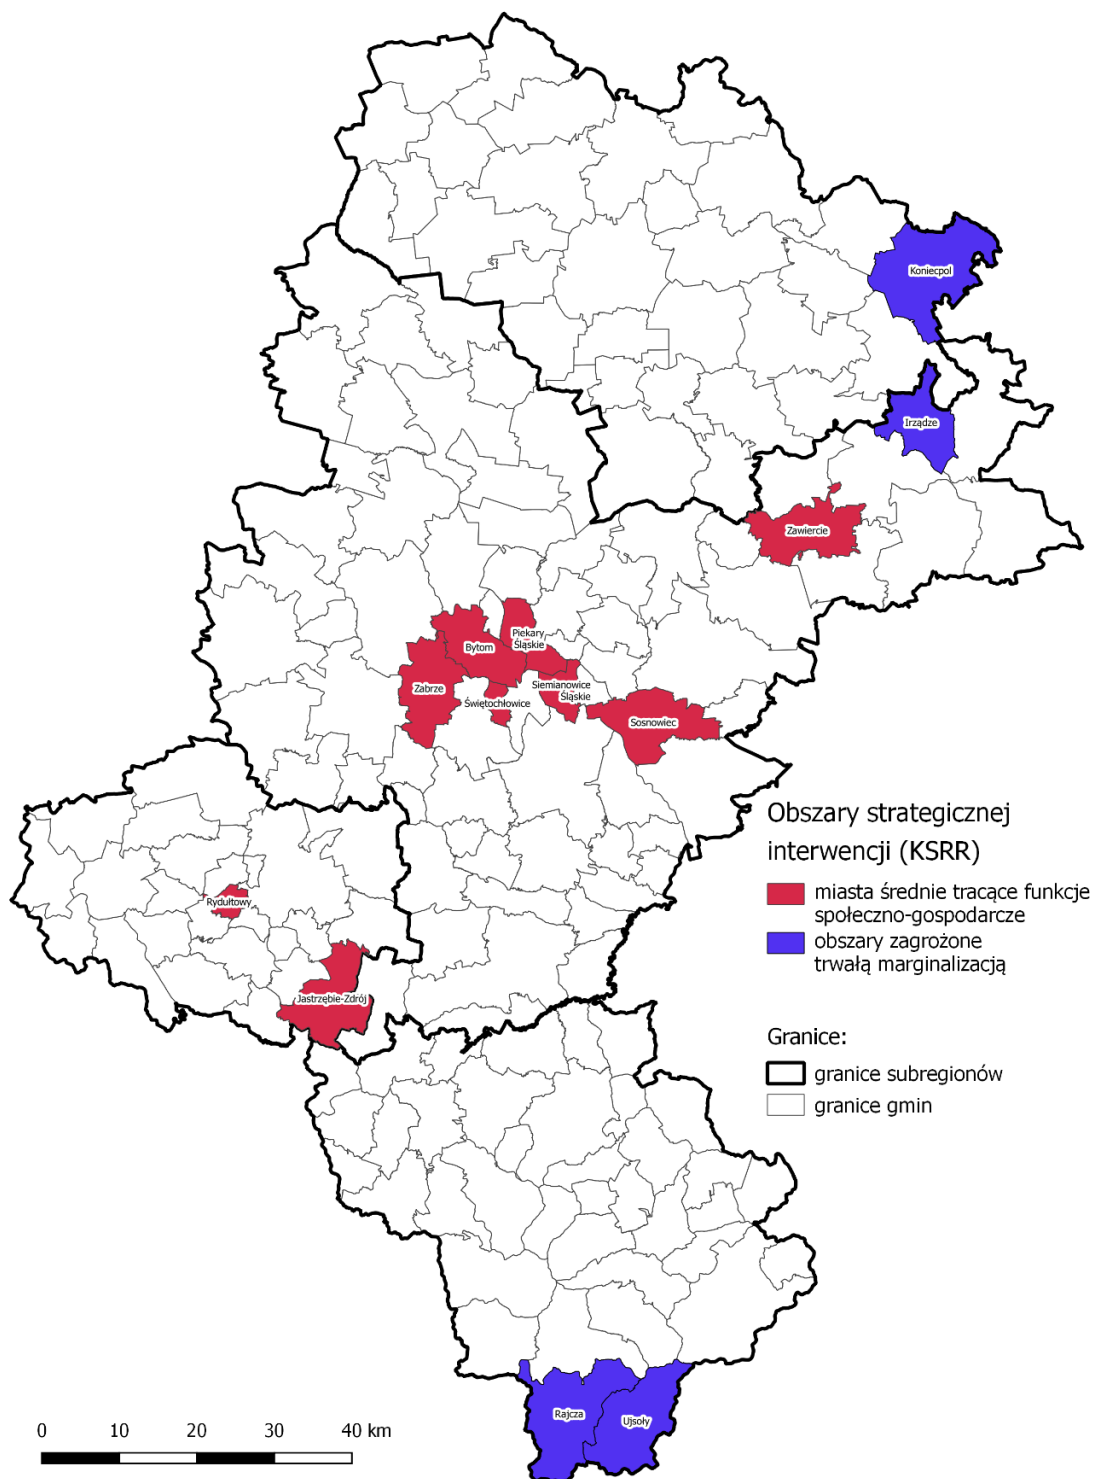 Koniecpol
Irządze
Zawiercie
Piekary
Śląskie
Bytom
Zabrze
Siemianowice
Śląskie
Świętochłowice
Sosnowiec
Obszary strategicznej
interwencji (KSRR)
miasta średnie tracące funkcje
społeczno-gospodarcze
obszary zagrożone
trwałą marginalizacją
Rydułtowy
Jastrzębie-Zdrój
Granice:
granice subregionów
granice gmin
Rajcza
Ujsoły
0 10 20 30 40 km